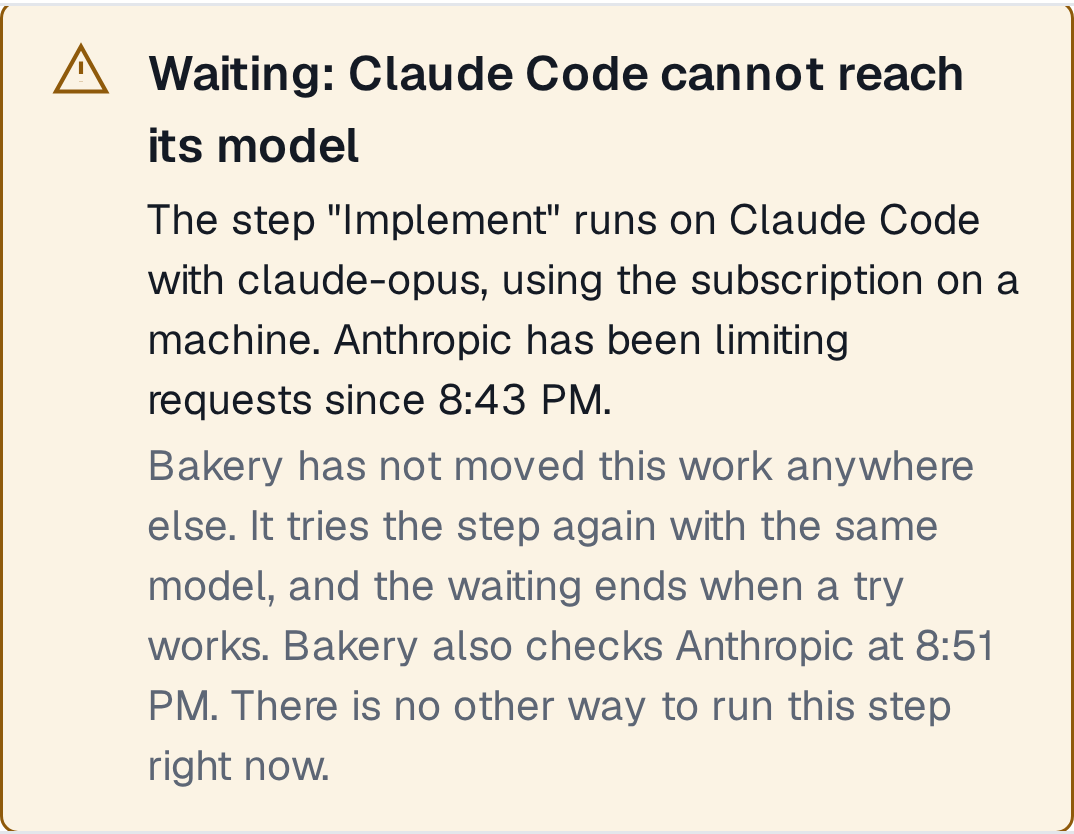 Waiting: Claude Code cannot reach
its model
The step "Implement" runs on Claude Code
with claude-opus, using the subscription on a
machine. Anthropic has been limiting
requests since 8:43 PM.
Bakery has not moved this work anywhere
else. It tries the step again with the same
model, and the waiting ends when a try
works. Bakery also checks Anthropic at 8:51
PM. There is no other way to run this step
right now.